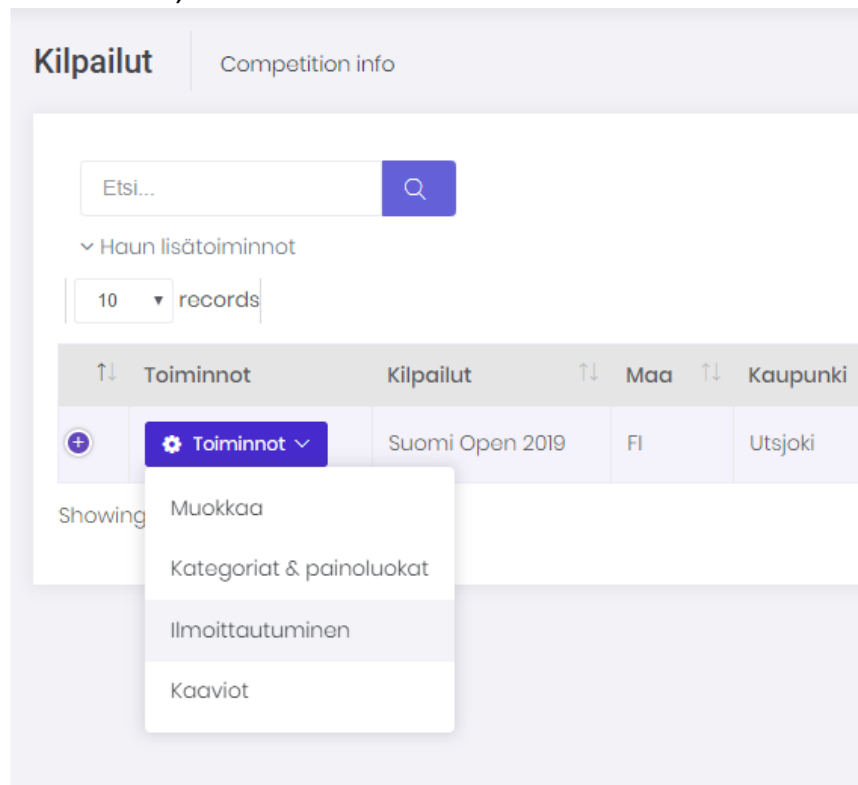 Kilpailut Competition info
Etsi...
Haun lisätoiminnot
10 records
Toiminnot Kilpailut Maa Kaupunki
Toiminnot Suomi Open 2019 FI Utsjoki
Showing
Muokkaa
Kategoriat & painoluokat
Ilmoittautuminen
Kaaviot